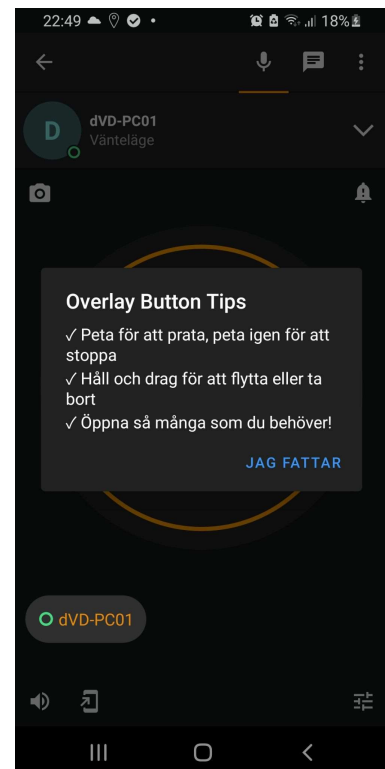 22:49
18%
D
dVD-PC01
Vänteläge
Overlay Button Tips
✓ Peta för att prata, peta igen för att
stoppa
✓ Håll och drag för att flytta eller ta
bort
✓ Öppna så många som du behöver!
JAG FATTAR
dVD-PC01